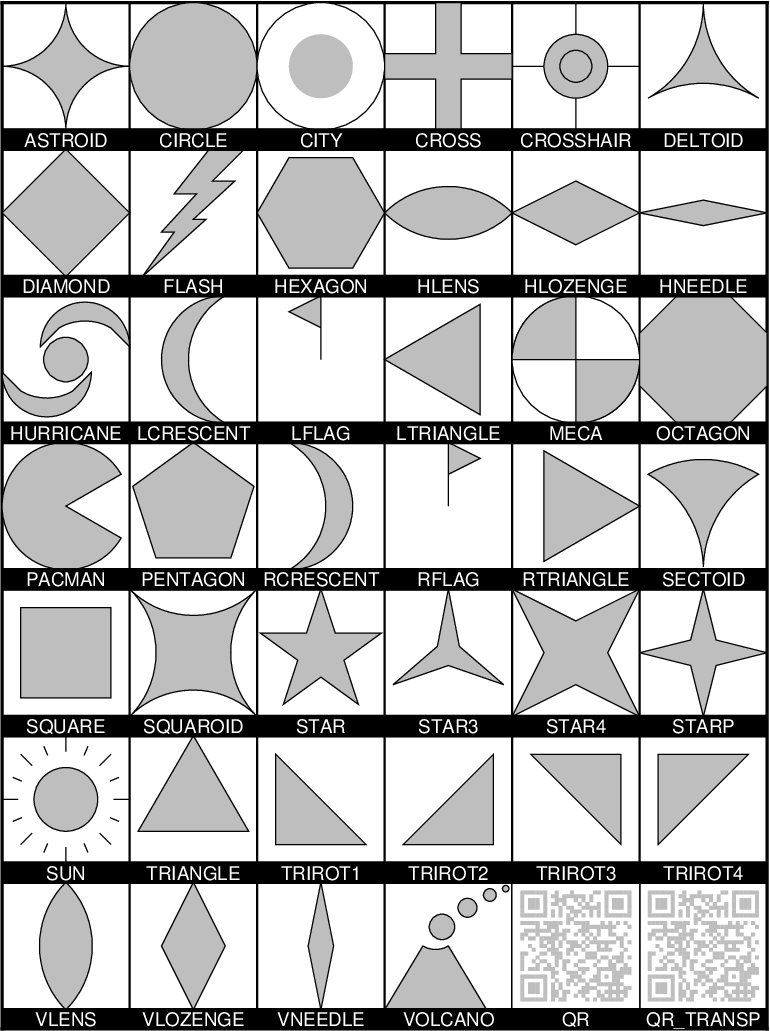 ASTROID CIRCLE CITY CROSS CROSSHAIR DELTOID
DIAMOND FLASH HEXAGON HLENS HLOZENGE HNEEDLE
HURRICANE LCRESCENT LFLAG LTRIANGLE MECA OCTAGON
PACMAN PENTAGON RCRESCENT RFLAG RTRIANGLE SECTOID
SQUARE SQUAROID STAR STAR3 STAR4 STARP
SUN TRIANGLE TRIROT1 TRIROT2 TRIROT3 TRIROT4
VLENS VLOZENGE VNEEDLE VOLCANO QR QR_TRANSP